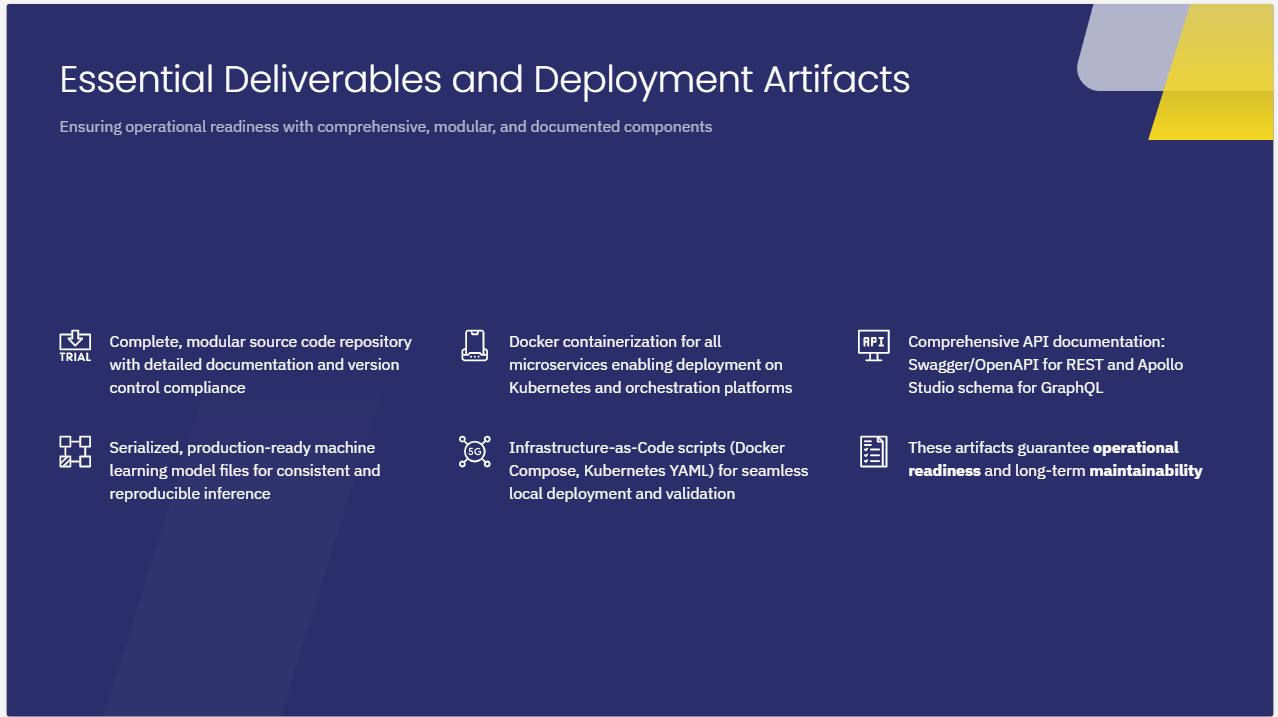 Essential Deliverables and Deployment Artifacts
Ensuring operational readiness with comprehensive, modular, and documented components
TRIAL
Complete, modular source code repository
with detailed documentation and version
control compliance
Docker containerization for all
microservices enabling deployment on
Kubernetes and orchestration platforms
API
Comprehensive API documentation:
Swagger/OpenAPI for REST and Apollo
Studio schema for GraphQL
Serialized, production-ready machine
learning model files for consistent and
reproducible inference
5G
Infrastructure-as-Code scripts (Docker
Compose, Kubernetes YAML) for seamless
local deployment and validation
These artifacts guarantee operational
readiness and long-term maintainability